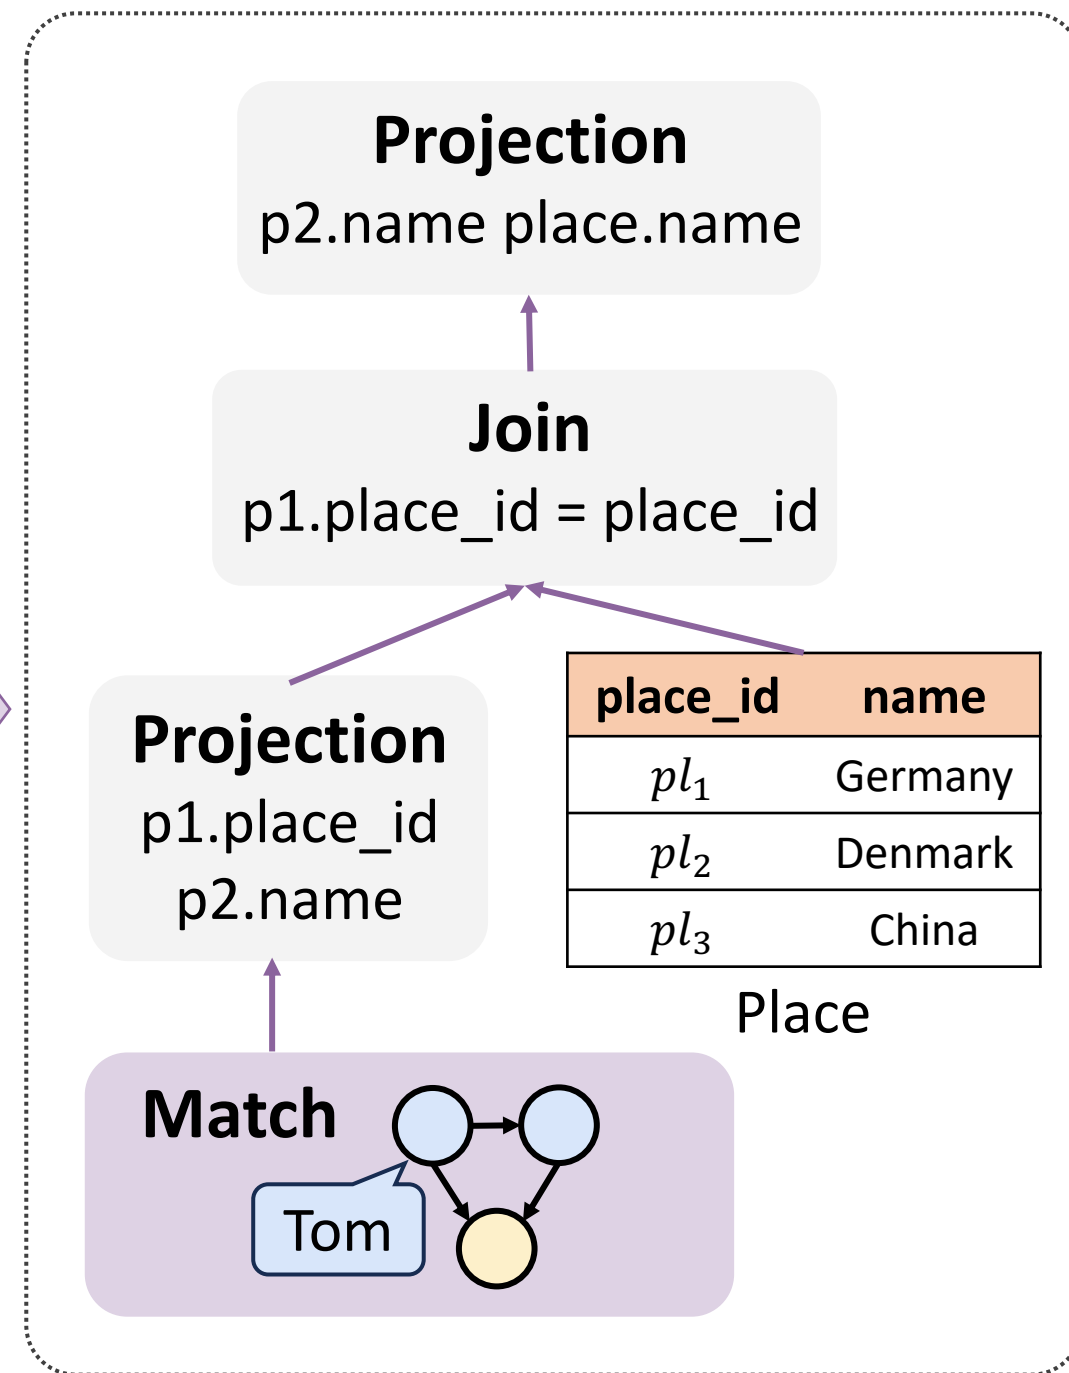 Projection
p2.name place.name
Join
p1.place_id = place_id
Projection
p1.place_id
p2.name
place_id name
pl₁ Germany
pl₂ Denmark
pl₃ China
Place
Match
Tom